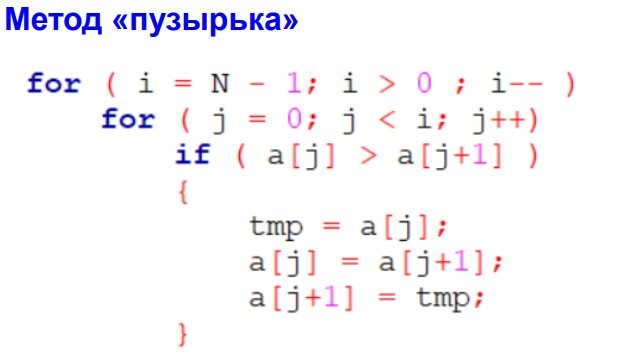 Метод «пузырька»
for ( i = N - 1; i > 0 ; i-- )
for ( j = 0; j < i; j++)
if ( a[j] > a[j+1] )
{
tmp = a[j];
a[j] = a[j+1];
a[j+1] = tmp;
}